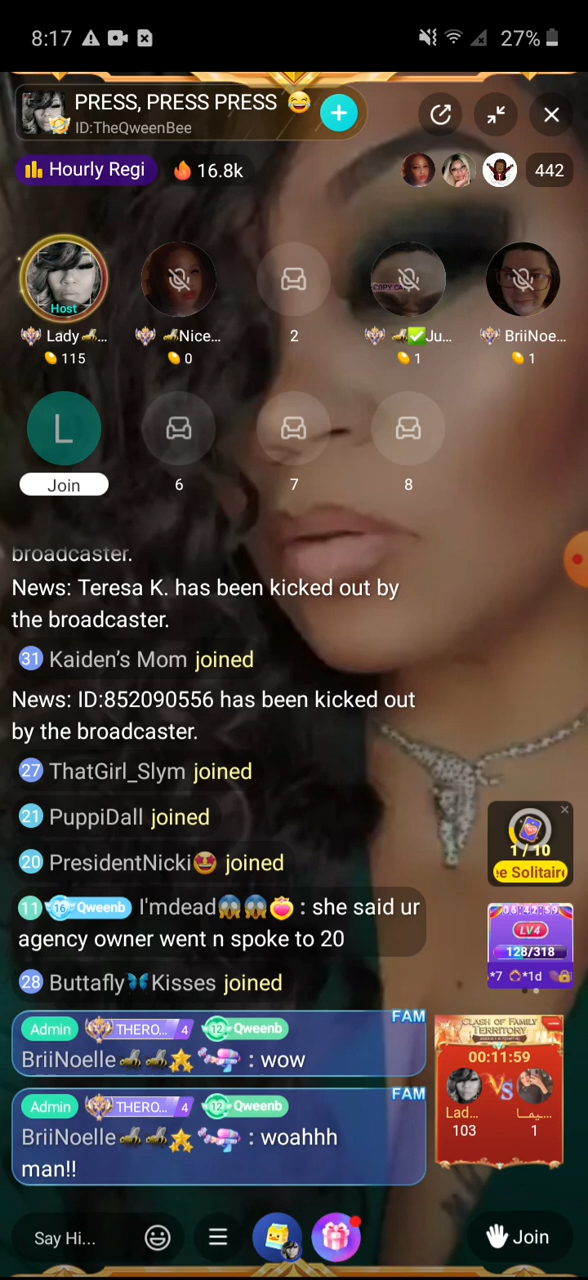 8:17
27%
PRESS, PRESS PRESS 😂
ID:TheQweenBee
Hourly Regi
16.8k
442
Host
COPY CA
Lady 🐝...
🐝Nice...
2
🐝✅Ju...
BriiNoe...
115
0
1
1
L
Join
6
7
8
broadcaster.
News: Teresa K. has been kicked out by
the broadcaster.
31 Kaiden’s Mom joined
News: ID:852090556 has been kicked out
by the broadcaster.
27 ThatGirl_Slym joined
21 PuppiDall joined
20 PresidentNicki🤩 joined
11 16 Qweenb I'mdead😱😱 : she said ur
agency owner went n spoke to 20
28 Buttafly🦋Kisses joined
FAM
Admin THERO... 4 12 Qweenb
BriiNoelle🐝🐝⭐🔫 : wow
FAM
Admin THERO... 4 12 Qweenb
BriiNoelle🐝🐝⭐🔫 : woahhh
man!!
1 / 10
ee Solitaire
LV4
128/318
*7 *1d
CLASH OF FAMILY
TERRITORY
00:11:59
VS
Lad...
103
1
Say Hi...
Join